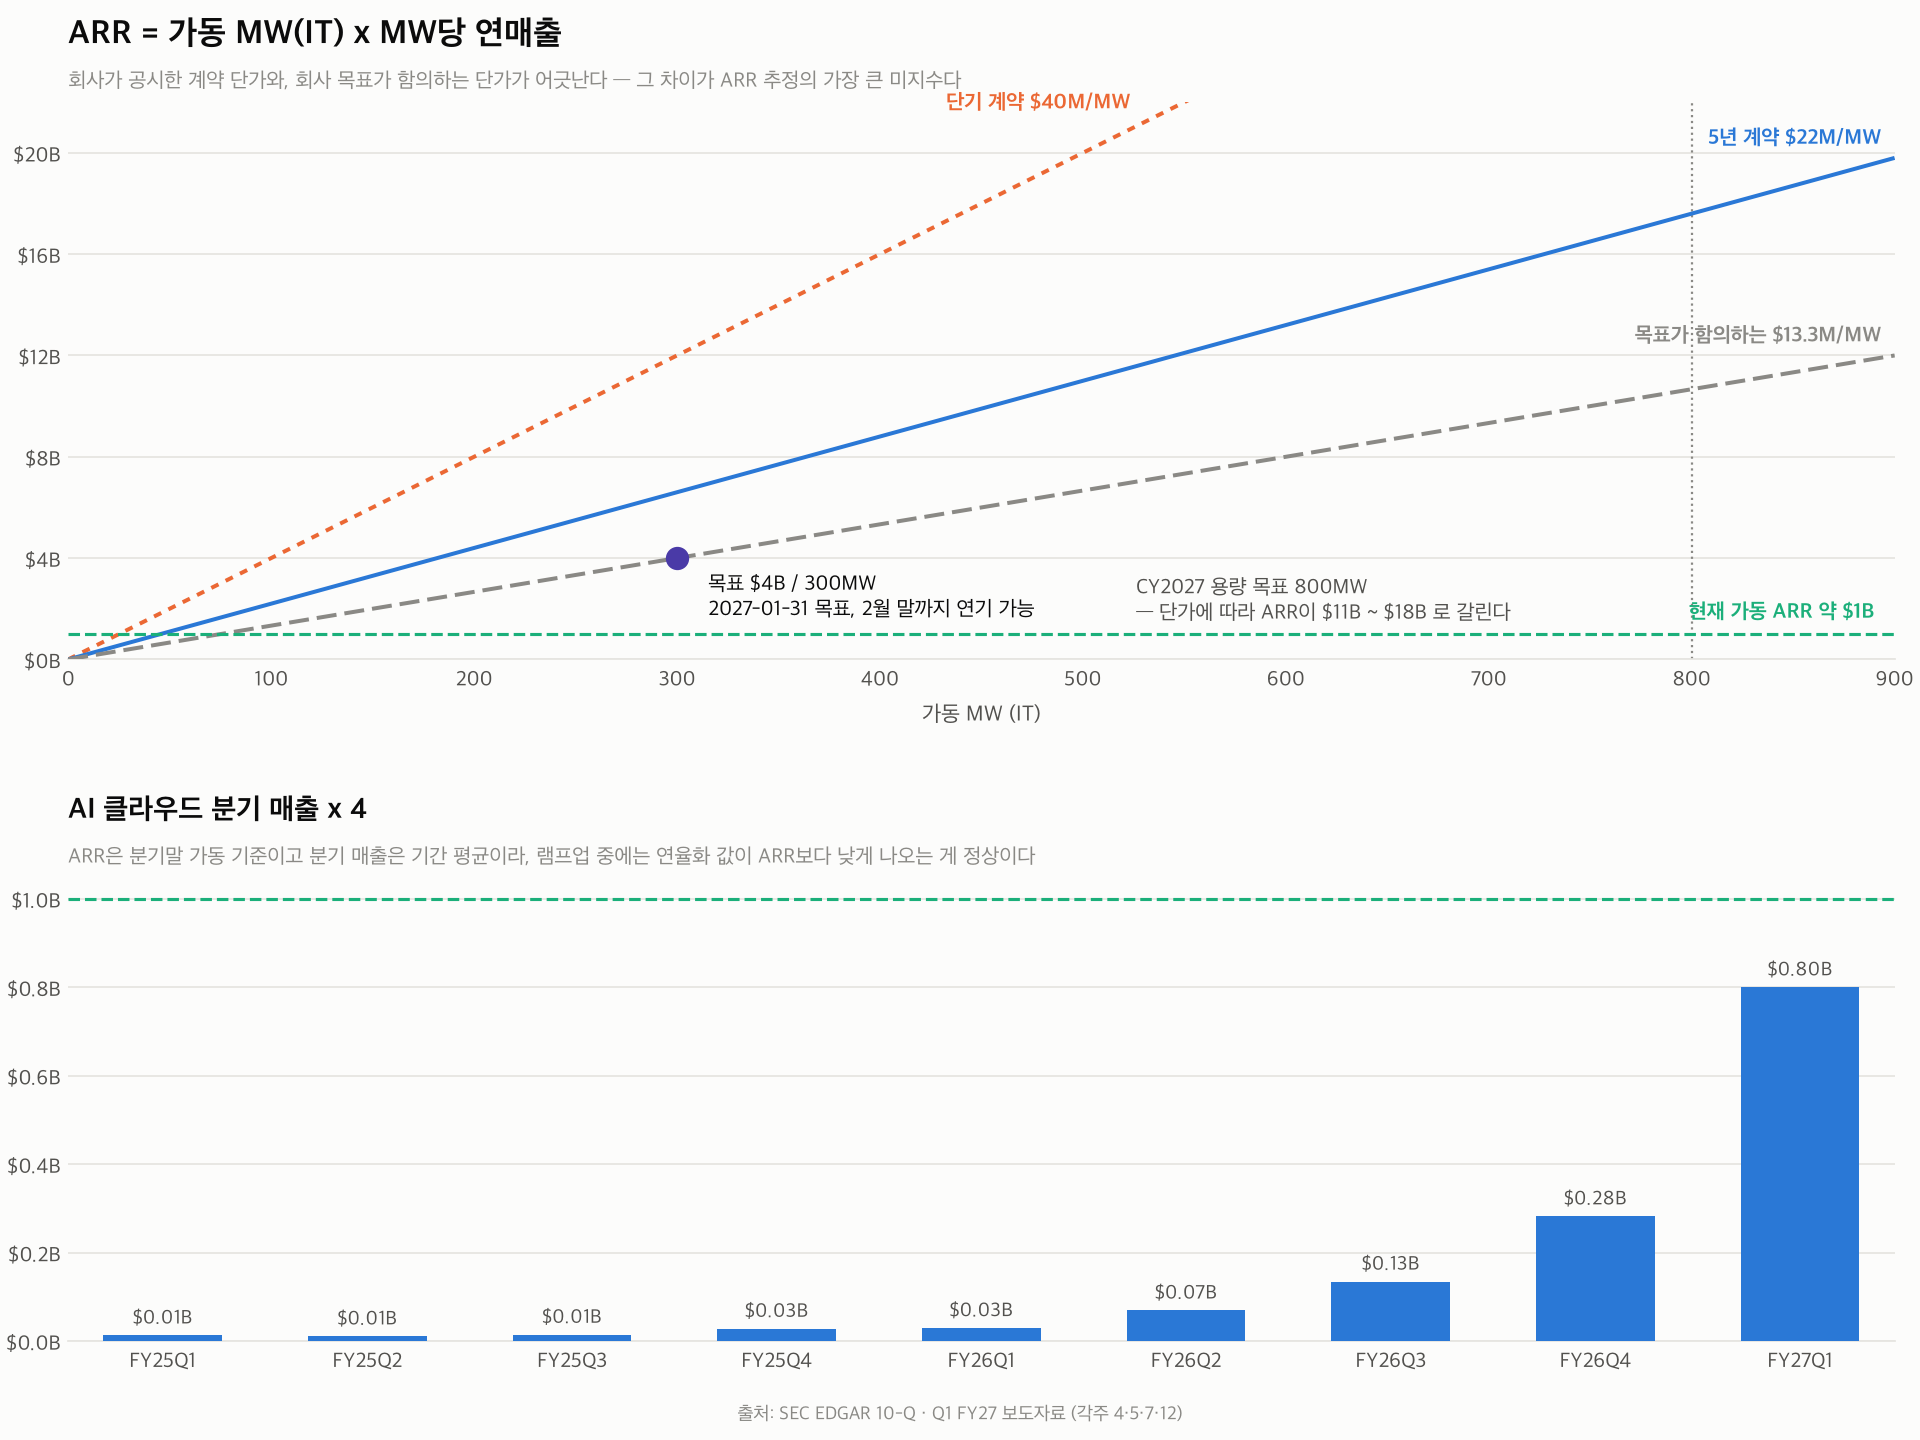 ARR = 가동 MW(IT) x MW당 연매출
회사가 공시한 계약 단가와, 회사 목표가 함의하는 단가가 어긋난다 — 그 차이가 ARR 추정의 가장 큰 미지수다
단기 계약 $40M/MW
5년 계약 $22M/MW
$20B
$16B
목표가 함의하는 $13.3M/MW
$12B
$8B
$4B
목표 $4B / 300MW
2027-01-31 목표, 2월 말까지 연기 가능
CY2027 용량 목표 800MW
— 단가에 따라 ARR이 $11B ~ $18B 로 갈린다
현재 가동 ARR 약 $1B
$0B
0 100 200 300 400 500 600 700 800 900
가동 MW (IT)
AI 클라우드 분기 매출 x 4
ARR은 분기말 가동 기준이고 분기 매출은 기간 평균이라, 램프업 중에는 연율화 값이 ARR보다 낮게 나오는 게 정상이다
$1.0B
$0.8B
$0.6B
$0.4B
$0.2B
$0.0B
$0.01B $0.01B $0.01B $0.03B $0.03B $0.07B $0.13B $0.28B $0.80B
FY25Q1 FY25Q2 FY25Q3 FY25Q4 FY26Q1 FY26Q2 FY26Q3 FY26Q4 FY27Q1
출처: SEC EDGAR 10-Q · Q1 FY27 보도자료 (각주 4·5·7·12)